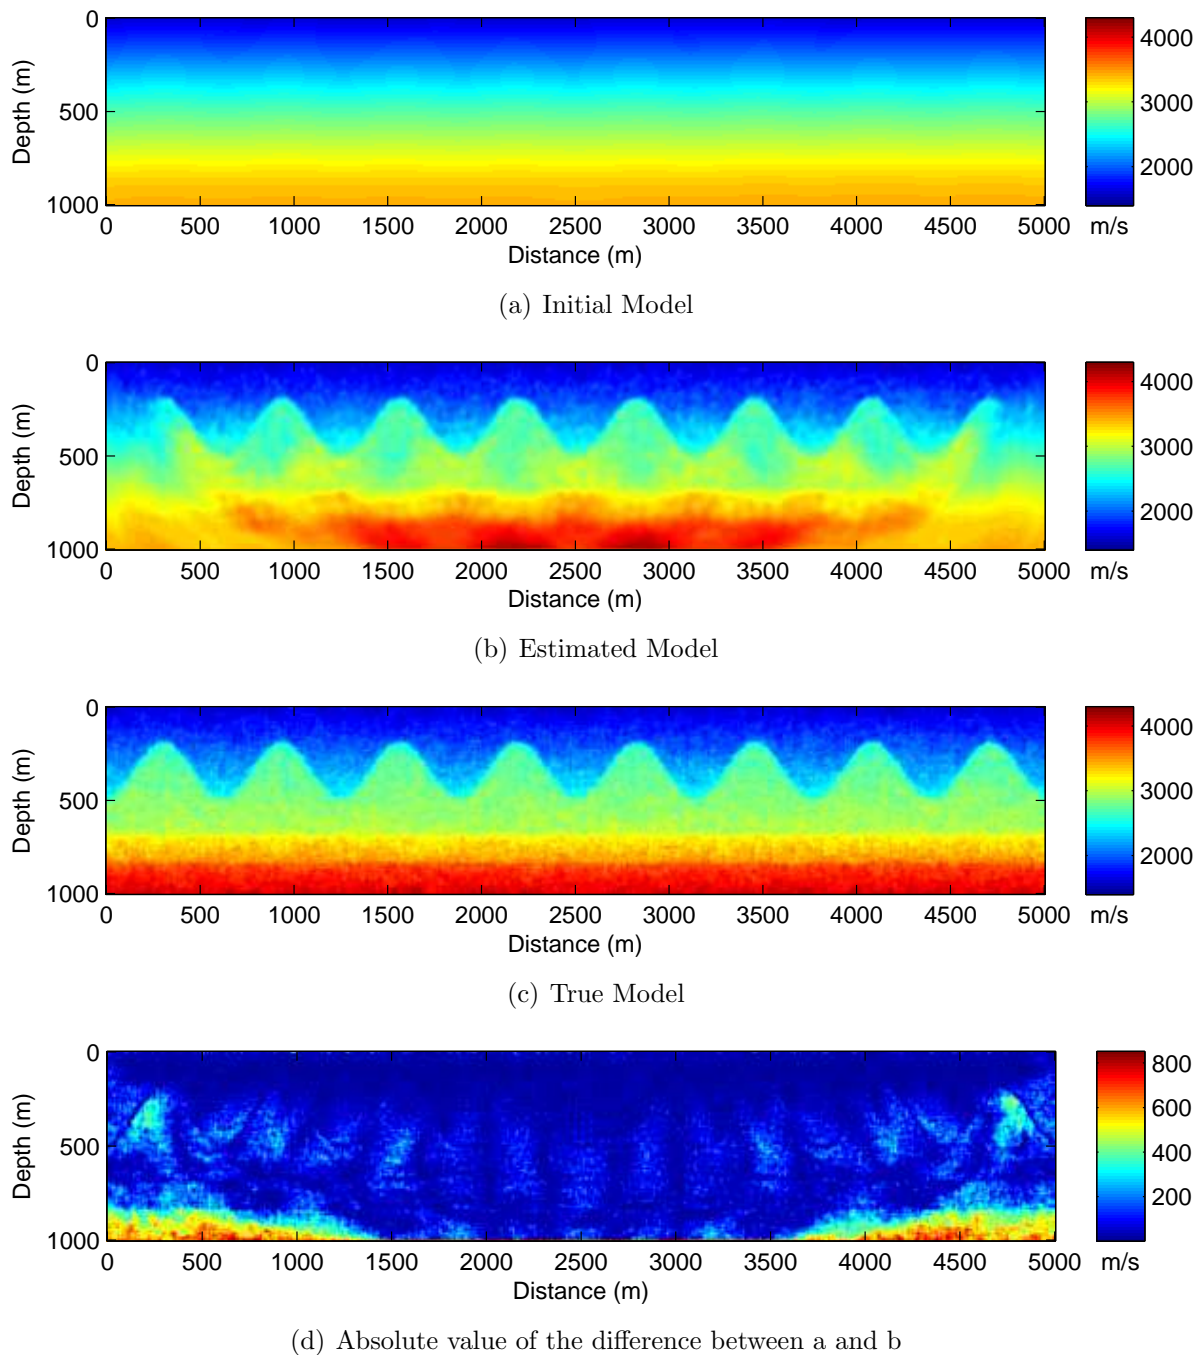 0
500
1000
Depth (m)
0 500 1000 1500 2000 2500 3000 3500 4000 4500 5000
Distance (m)
4000
3000
2000
m/s
(a) Initial Model
0
500
1000
Depth (m)
0 500 1000 1500 2000 2500 3000 3500 4000 4500 5000
Distance (m)
4000
3000
2000
m/s
(b) Estimated Model
0
500
1000
Depth (m)
0 500 1000 1500 2000 2500 3000 3500 4000 4500 5000
Distance (m)
4000
3000
2000
m/s
(c) True Model
0
500
1000
Depth (m)
0 500 1000 1500 2000 2500 3000 3500 4000 4500 5000
Distance (m)
800
600
400
200
m/s
(d) Absolute value of the difference between a and b